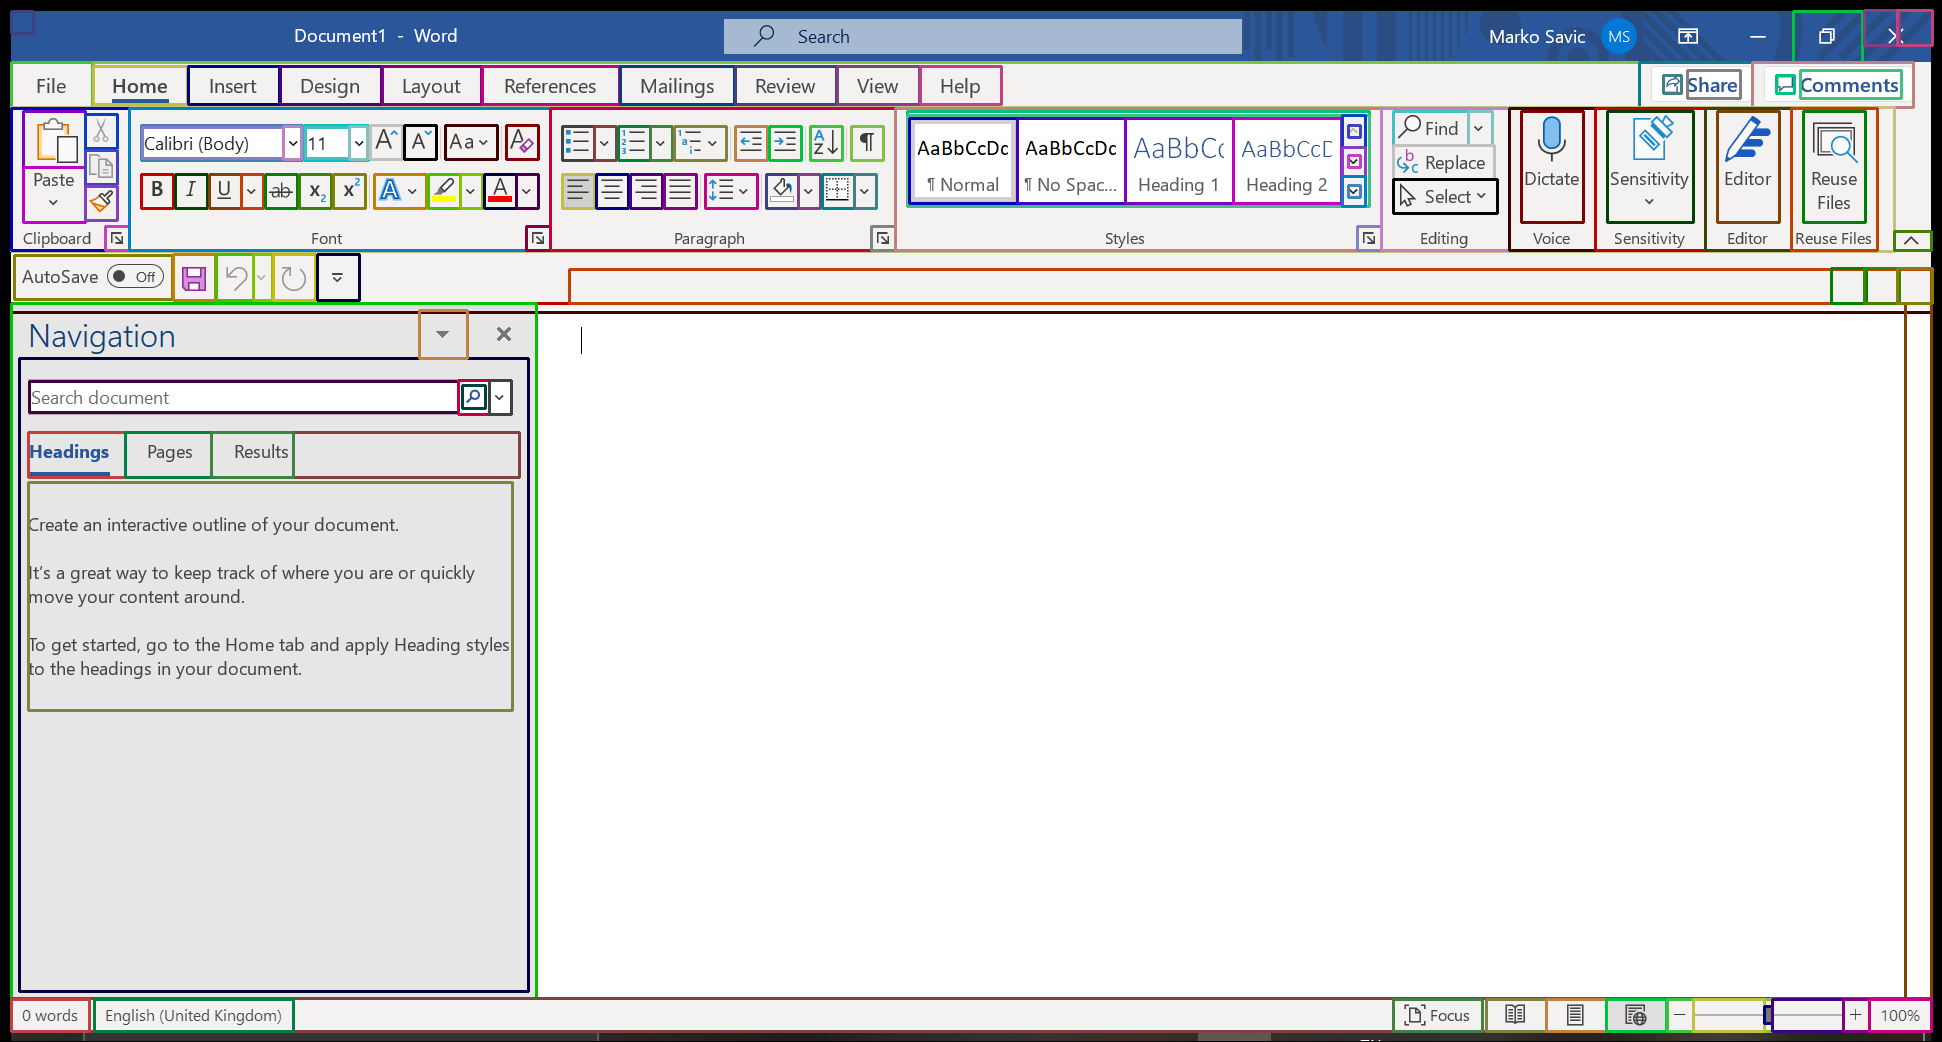 Document1 - Word
Search
Marko Savic
MS
File
Home
Insert
Design
Layout
References
Mailings
Review
View
Help
Share
Comments
Paste
Clipboard
Calibri (Body)
11
Aa
B I U ab x₂ x²
A
A
Font
Paragraph
AaBbCcDc
¶ Normal
AaBbCcDc
¶ No Spac...
AaBbCc
Heading 1
AaBbCcD
Heading 2
Styles
Find
Replace
Select
Editing
Dictate
Voice
Sensitivity
Sensitivity
Editor
Editor
Reuse
Files
Reuse Files
AutoSave Off
Navigation
Search document
Headings
Pages
Results
Create an interactive outline of your document.
It's a great way to keep track of where you are or quickly
move your content around.
To get started, go to the Home tab and apply Heading styles
to the headings in your document.
0 words
English (United Kingdom)
Focus
100%